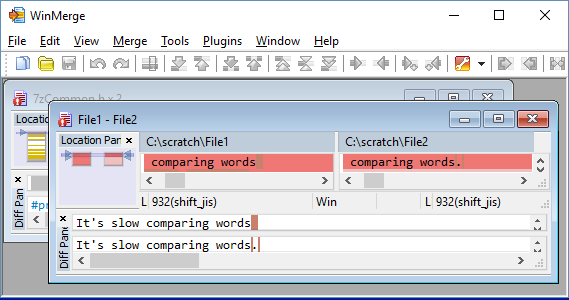 WinMerge
File Edit View Merge Tools Plugins Window Help
7zCommon.h x 2
Location
Diff Pan
#pr
File1 - File2
Location Pan
C:\scratch\File1 C:\scratch\File2
comparing words comparing words.
L 932(shift_jis) Win L 932(shift_jis)
Diff Pane
It's slow comparing words
It's slow comparing words.